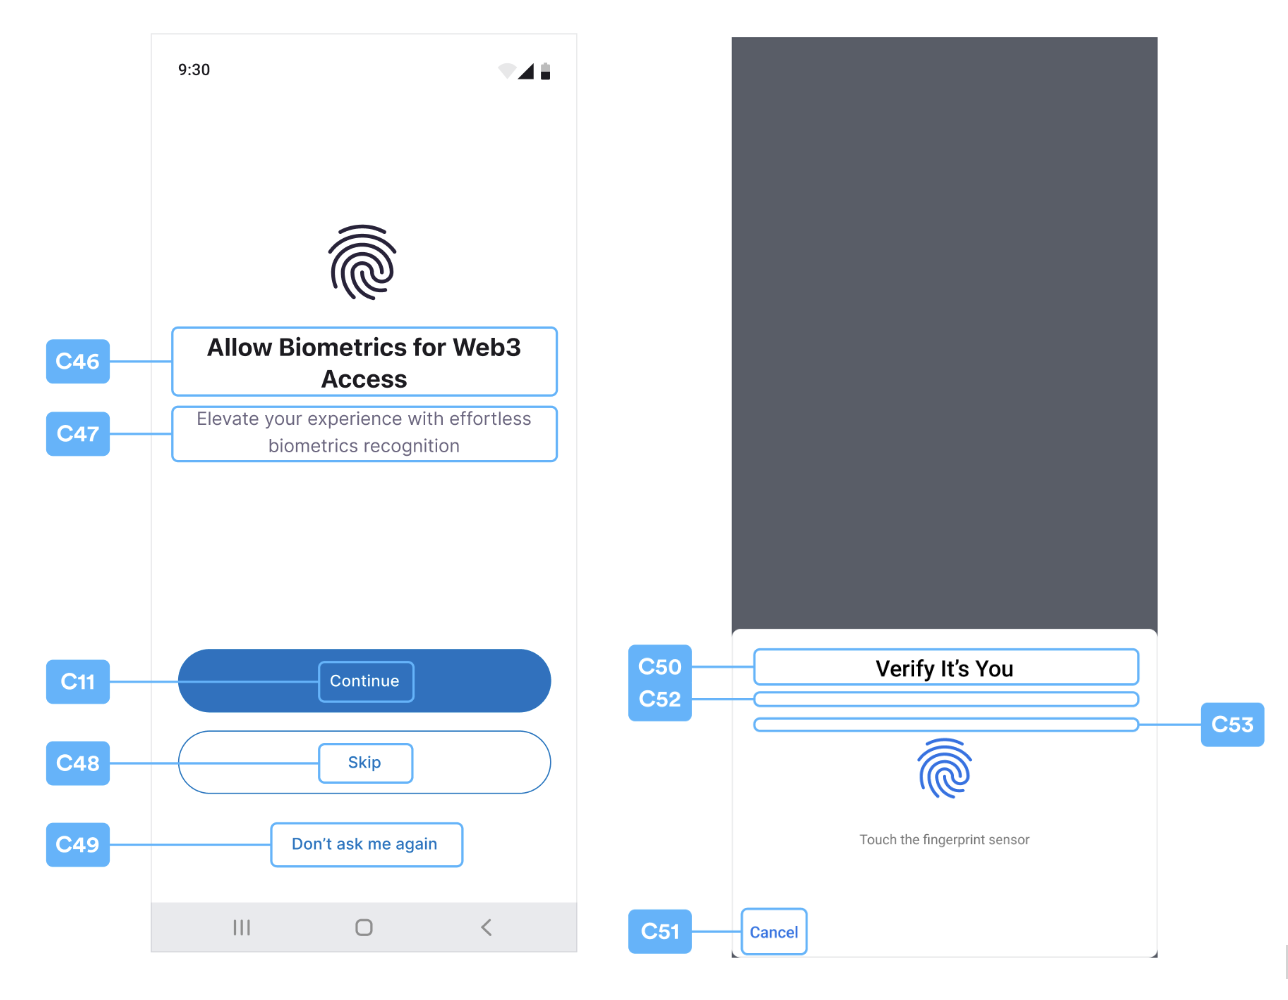 9:30
C46
Allow Biometrics for Web3
Access
C47
Elevate your experience with effortless
biometrics recognition
C11
Continue
C48
Skip
C49
Don't ask me again
C50
Verify It's You
C52
C53
Touch the fingerprint sensor
C51
Cancel